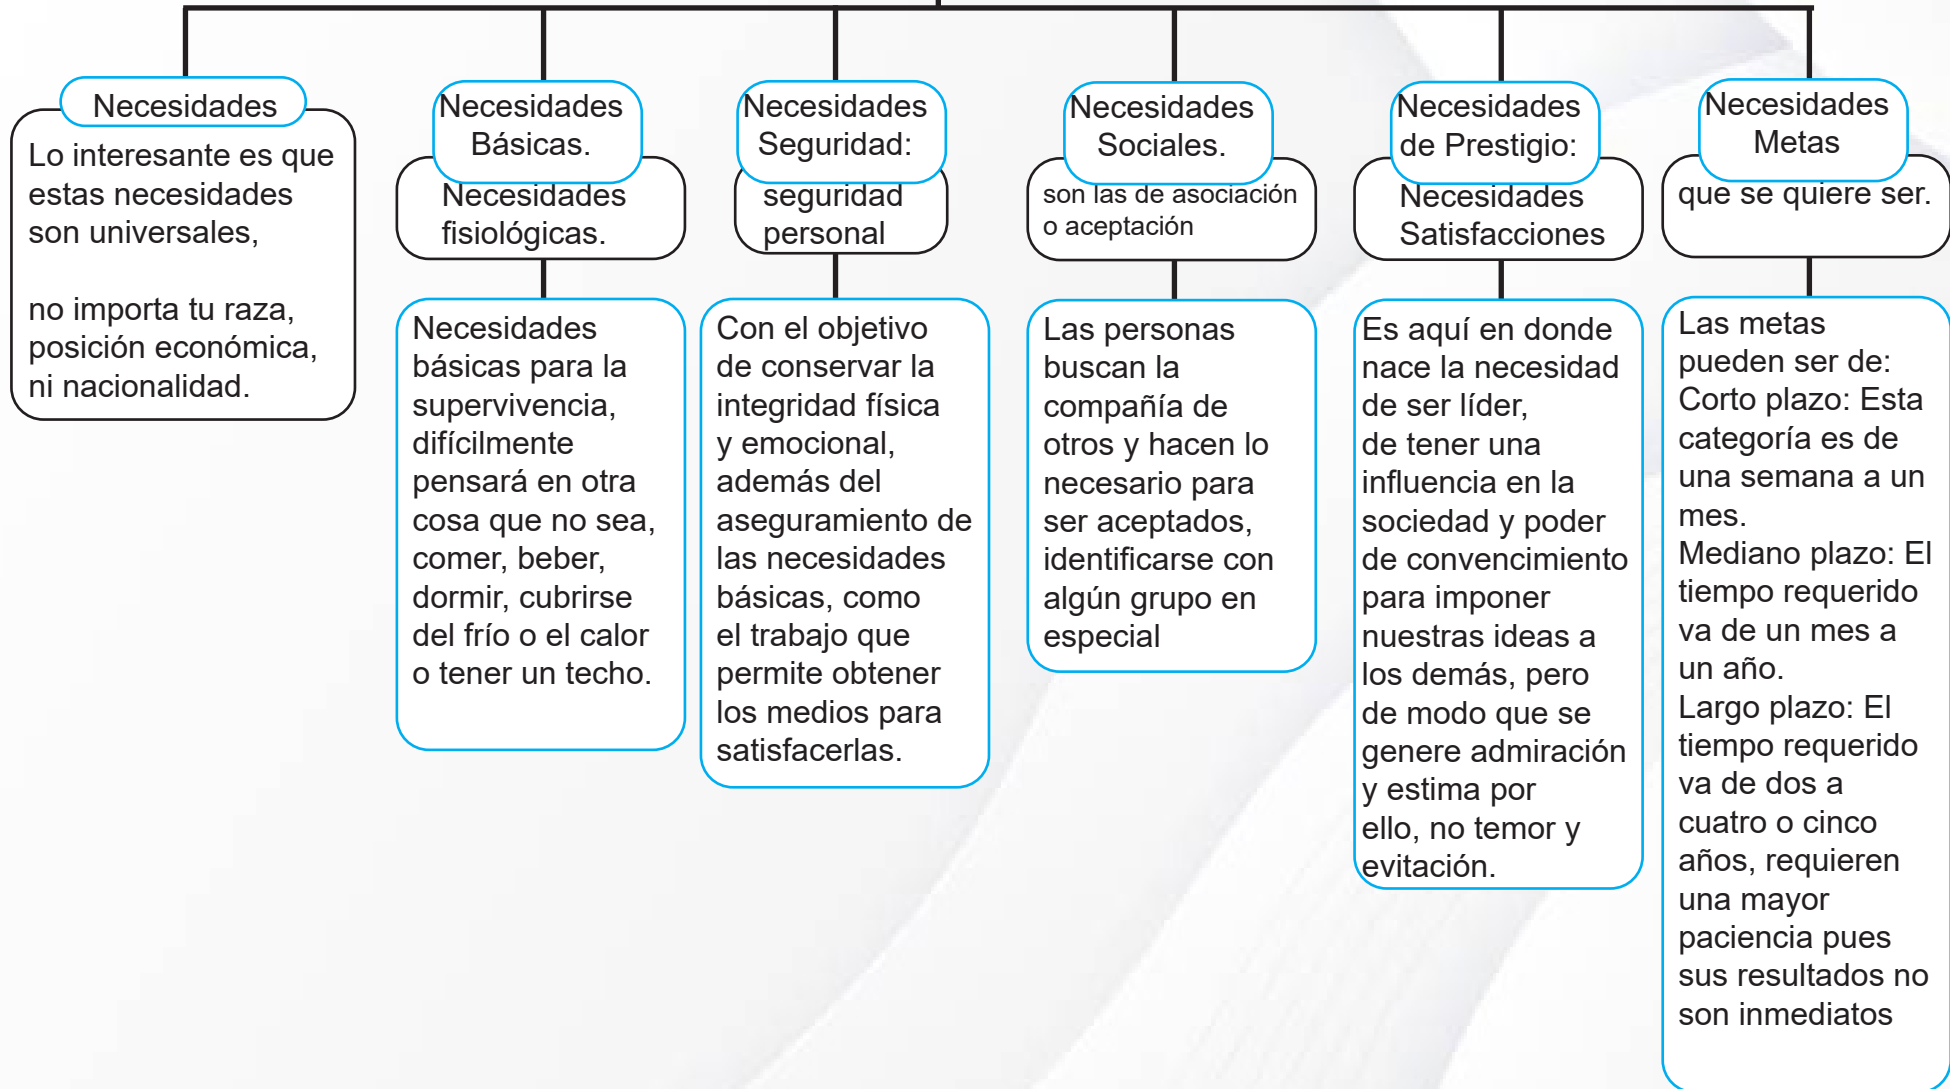 Necesidades
Lo interesante es que
estas necesidades
son universales,
no importa tu raza,
posición económica,
ni nacionalidad.
Necesidades
Básicas.
Necesidades
fisiológicas.
Necesidades
básicas para la
supervivencia,
difícilmente
pensará en otra
cosa que no sea,
comer, beber,
dormir, cubrirse
del frío o el calor
o tener un techo.
Necesidades
Seguridad:
seguridad
personal
Con el objetivo
de conservar la
integridad física
y emocional,
además del
aseguramiento de
las necesidades
básicas, como
el trabajo que
permite obtener
los medios para
satisfacerlas.
Necesidades
Sociales.
son las de asociación
o aceptación
Las personas
buscan la
compañía de
otros y hacen lo
necesario para
ser aceptados,
identificarse con
algún grupo en
especial
Necesidades
de Prestigio:
Necesidades
Satisfacciones
Es aquí en donde
nace la necesidad
de ser líder,
de tener una
influencia en la
sociedad y poder
de convencimiento
para imponer
nuestras ideas a
los demás, pero
de modo que se
genere admiración
y estima por
ello, no temor y
evitación.
Necesidades
Metas
que se quiere ser.
Las metas
pueden ser de:
Corto plazo: Esta
categoría es de
una semana a un
mes.
Mediano plazo: El
tiempo requerido
va de un mes a
un año.
Largo plazo: El
tiempo requerido
va de dos a
cuatro o cinco
años, requieren
una mayor
paciencia pues
sus resultados no
son inmediatos